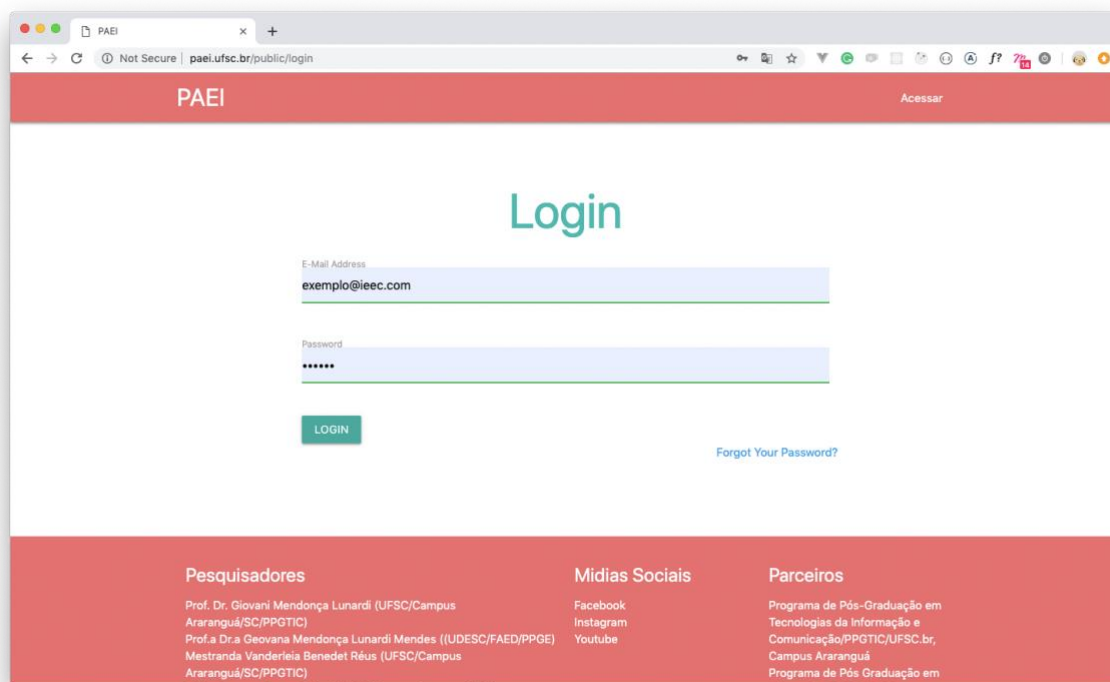 PAEI
Not Secure | paei.ufsc.br/public/login
f?
14
PAEI
Acessar
Login
E-Mail Address
exemplo@ieec.com
Password
••••••
LOGIN
Forgot Your Password?
Pesquisadores
Prof. Dr. Giovani Mendonça Lunardi (UFSC/Campus
Araranguá/SC/PPGTIC)
Prof.a Dr.a Geovana Mendonça Lunardi Mendes ((UDESC/FAED/PPGE)
Mestranda Vanderleia Benedet Réus (UFSC/Campus
Araranguá/SC/PPGTIC)
Midias Sociais
Facebook
Instagram
Youtube
Parceiros
Programa de Pós-Graduação em
Tecnologias da Informação e
Comunicação/PPGTIC/UFSC.br,
Campus Araranguá
Programa de Pós Graduação em